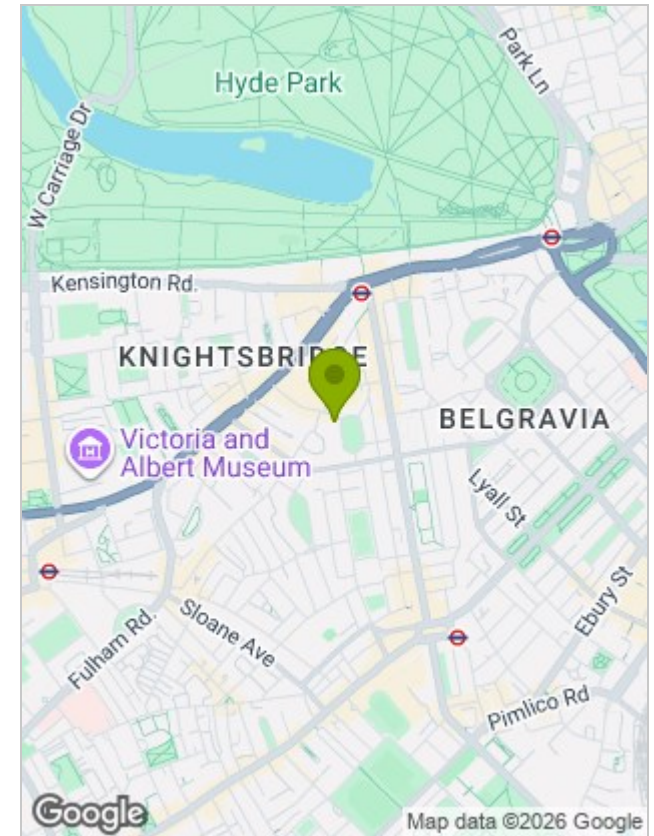 Park Ln
Hyde Park
W Carriage Dr
Kensington Rd.
KNIGHTSBRIDGE
BELGRAVIA
Victoria and
Albert Museum
Lyall St
Ebury St
Sloane Ave
Fulham Rd.
Pimlico Rd
Google
Map data ©2026 Google